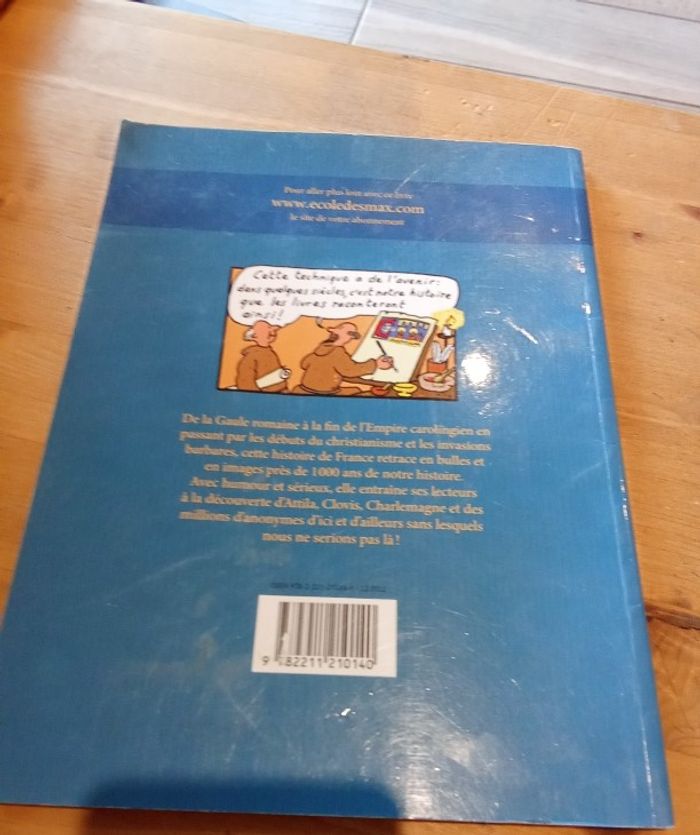 Pour aller plus loin avec ce livre
www.ecoledesmax.com
le site de votre abonnement
Cette technique a de l'avenir:
dans quelques siècles, c'est notre histoire
que les livres raconteront
ainsi!
De la Gaule romaine à la fin de l'Empire carolingien en
passant par les débuts du christianisme et les invasions
barbares, cette histoire de France retrace en bulles et
en images près de 1000 ans de notre histoire.
Avec humour et sérieux, elle entraîne ses lecteurs
à la découverte d'Attila, Clovis, Charlemagne et des
millions d'anonymes d'ici et d'ailleurs sans lesquels
nous ne serions pas là !
ISBN
9 782211 210140